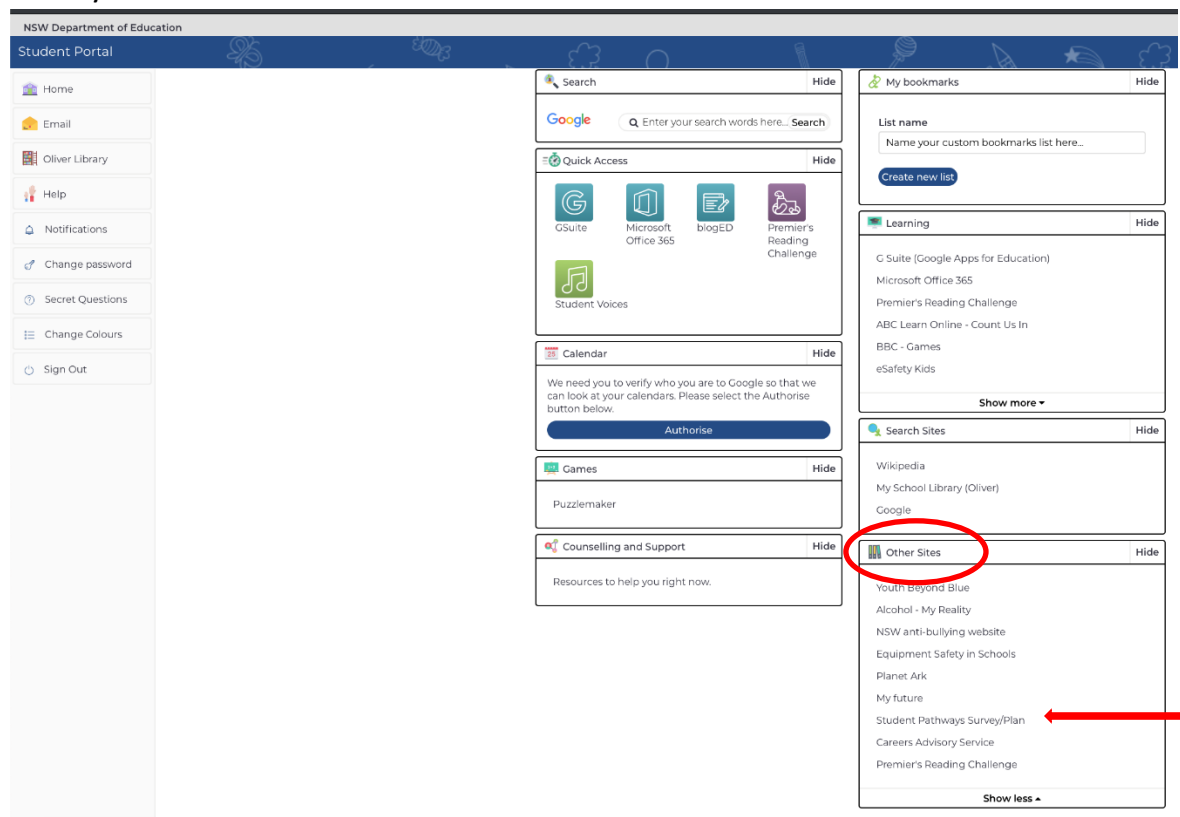 NSW Department of Education
Student Portal
Home
Email
Oliver Library
Help
Notifications
Change password
Secret Questions
Change Colours
Sign Out
Search
Hide
Google
Enter your search words here...
Search
Quick Access
Hide
GSuite
Microsoft
Office 365
blogED
Premier's
Reading
Challenge
Student Voices
25
Calendar
Hide
We need you to verify who you are to Google so that we
can look at your calendars. Please select the Authorise
button below.
Authorise
Games
Hide
Puzzlemaker
Counselling and Support
Hide
Resources to help you right now.
My bookmarks
Hide
List name
Name your custom bookmarks list here...
Create new list
Learning
Hide
G Suite (Google Apps for Education)
Microsoft Office 365
Premier's Reading Challenge
ABC Learn Online - Count Us In
BBC - Games
eSafety Kids
Show more
Search Sites
Hide
Wikipedia
My School Library (Oliver)
Google
Other Sites
Hide
Youth Beyond Blue
Alcohol - My Reality
NSW anti-bullying website
Equipment Safety in Schools
Planet Ark
My future
Student Pathways Survey/Plan
Careers Advisory Service
Premier's Reading Challenge
Show less